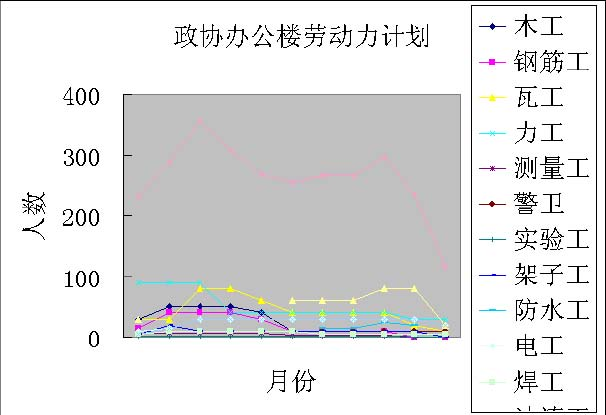 政协办公楼劳动力计划
400
300
200
100
0
人数
月份
木工
钢筋工
瓦工
力工
测量工
警卫
实验工
架子工
防水工
电工
焊工